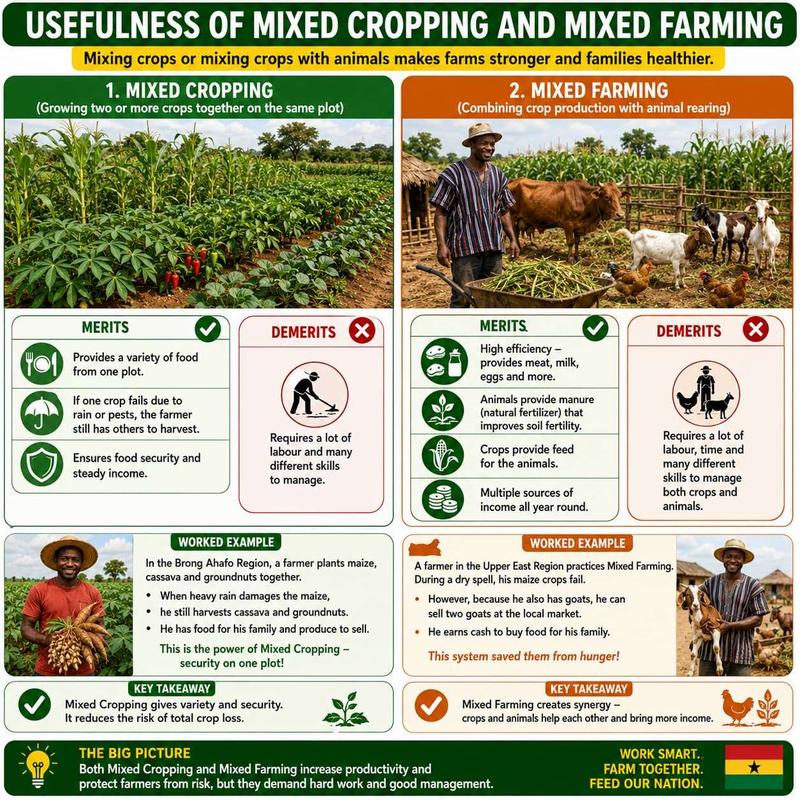 USEFULNESS OF MIXED CROPPING AND MIXED FARMING
Mixing crops or mixing crops with animals makes farms stronger and families healthier.
1. MIXED CROPPING
(Growing two or more crops together on the same plot)
MERITS
Provides a variety of food
from one plot.
If one crop fails due to
rain or pests, the farmer
still has others to harvest.
Ensures food security and
steady income.
DEMERITS
Requires a lot of
labour and many
different skills
to manage.
WORKED EXAMPLE
In the Brong Ahafo Region, a farmer plants maize,
cassava and groundnuts together.
• When heavy rain damages the maize,
• he still harvests cassava and groundnuts.
• He has food for his family and produce to sell.
This is the power of Mixed Cropping –
security on one plot!
KEY TAKEAWAY
Mixed Cropping gives variety and security.
It reduces the risk of total crop loss.
2. MIXED FARMING
(Combining crop production with animal rearing)
MERITS.
High efficiency –
provides meat, milk,
eggs and more.
Animals provide manure
(natural fertilizer) that
improves soil fertility.
Crops provide feed
for the animals.
Multiple sources of
income all year round.
DEMERITS
Requires a lot of
labour, time and
many different
skills to manage
both crops and
animals.
WORKED EXAMPLE
A farmer in the Upper East Region practices Mixed Farming.
During a dry spell, his maize crops fail.
• However, because he also has goats, he can
sell two goats at the local market.
• He earns cash to buy food for his family.
This system saved them from hunger!
KEY TAKEAWAY
Mixed Farming creates synergy –
crops and animals help each other and bring more income.
THE BIG PICTURE
Both Mixed Cropping and Mixed Farming increase productivity and
protect farmers from risk, but they demand hard work and good management.
WORK SMART.
FARM TOGETHER.
FEED OUR NATION.